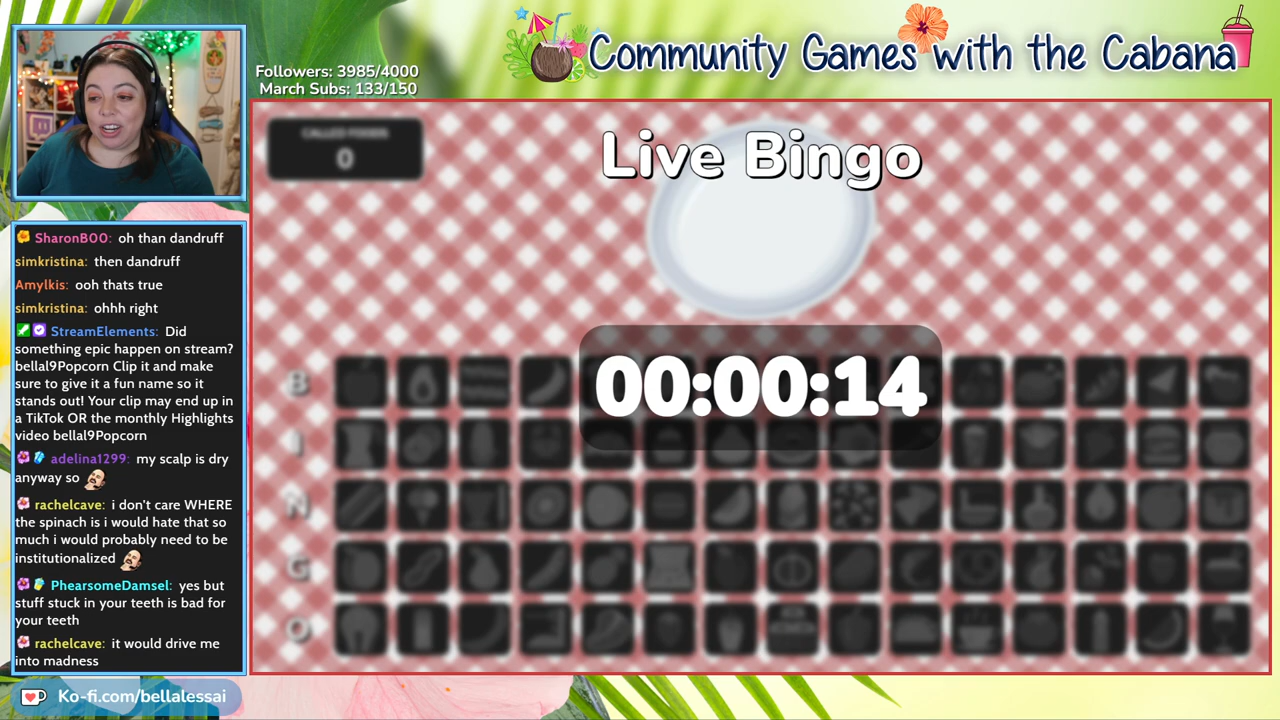 Community Games with the Cabana
Followers: 3985/4000
March Subs: 133/150
CALLED FOODS
0
Live Bingo
00:00:14
B
I
N
G
O
SharonB00: oh than dandruff
simkristina: then dandruff
Amylkis: ooh thats true
simkristina: ohhh right
StreamElements: Did
something epic happen on stream?
bellal9Popcorn Clip it and make
sure to give it a fun name so it
stands out! Your clip may end up in
a TikTok OR the monthly Highlights
video bellal9Popcorn
adelina1299: my scalp is dry
anyway so
rachelcave: i don't care WHERE
the spinach is i would hate that so
much i would probably need to be
institutionalized
PhearsomeDamsel: yes but
stuff stuck in your teeth is bad for
your teeth
rachelcave: it would drive me
into madness
Ko-fi.com/bellalessai